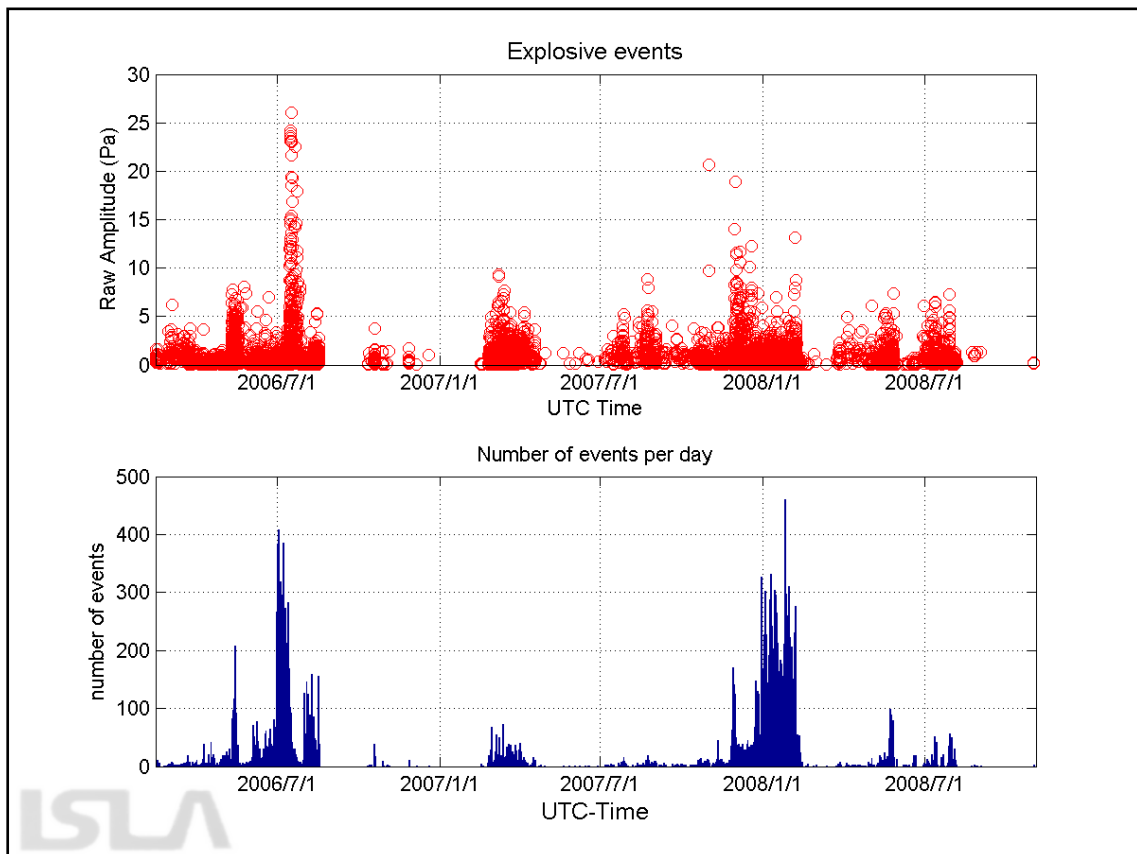 Explosive events
30
25
20
15
10
5
0
Raw Amplitude (Pa)
2006/7/1 2007/1/1 2007/7/1 2008/1/1 2008/7/1
UTC Time
Number of events per day
500
400
300
200
100
0
number of events
2006/7/1 2007/1/1 2007/7/1 2008/1/1 2008/7/1
UTC-Time
ISLA